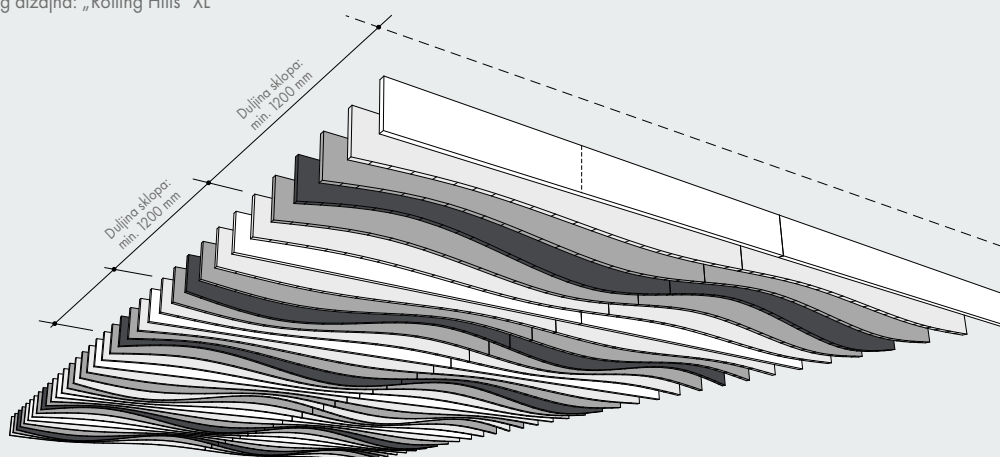 g dizajna: „Rolling Hills” XL
Duljina sklopa:
min. 1200 mm
Duljina sklopa:
min. 1200 mm